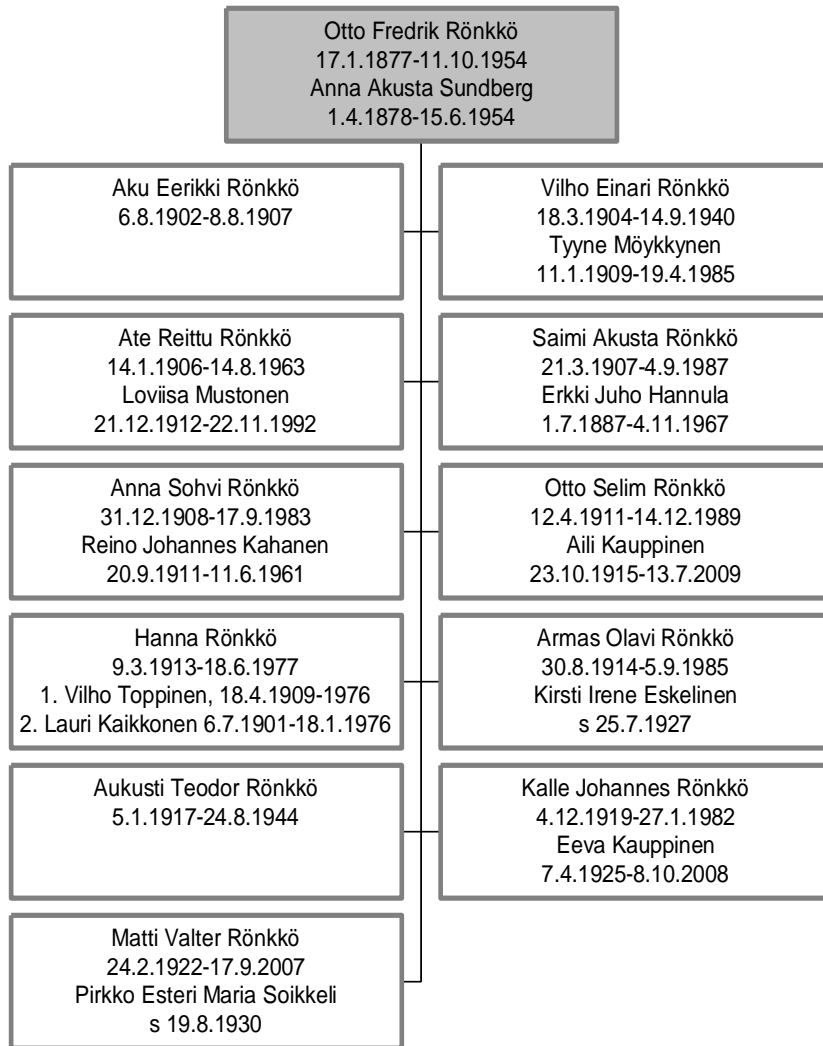 Otto Fredrik Rönkkö
17.1.1877-11.10.1954
Anna Akusta Sundberg
1.4.1878-15.6.1954
Aku Eerikki Rönkkö
6.8.1902-8.8.1907
Vilho Einari Rönkkö
18.3.1904-14.9.1940
Tyyne Möykkynen
11.1.1909-19.4.1985
Ate Reittu Rönkkö
14.1.1906-14.8.1963
Loviisa Mustonen
21.12.1912-22.11.1992
Saimi Akusta Rönkkö
21.3.1907-4.9.1987
Erkki Juho Hannula
1.7.1887-4.11.1967
Anna Sohvi Rönkkö
31.12.1908-17.9.1983
Reino Johannes Kahanen
20.9.1911-11.6.1961
Otto Selim Rönkkö
12.4.1911-14.12.1989
Aili Kauppinen
23.10.1915-13.7.2009
Hanna Rönkkö
9.3.1913-18.6.1977
1. Vilho Toppinen, 18.4.1909-1976
2. Lauri Kaikkonen 6.7.1901-18.1.1976
Armas Olavi Rönkkö
30.8.1914-5.9.1985
Kirsti Irene Eskelinen
s 25.7.1927
Aukusti Teodor Rönkkö
5.1.1917-24.8.1944
Kalle Johannes Rönkkö
4.12.1919-27.1.1982
Eeva Kauppinen
7.4.1925-8.10.2008
Matti Valter Rönkkö
24.2.1922-17.9.2007
Pirkko Esteri Maria Soikkeli
s 19.8.1930